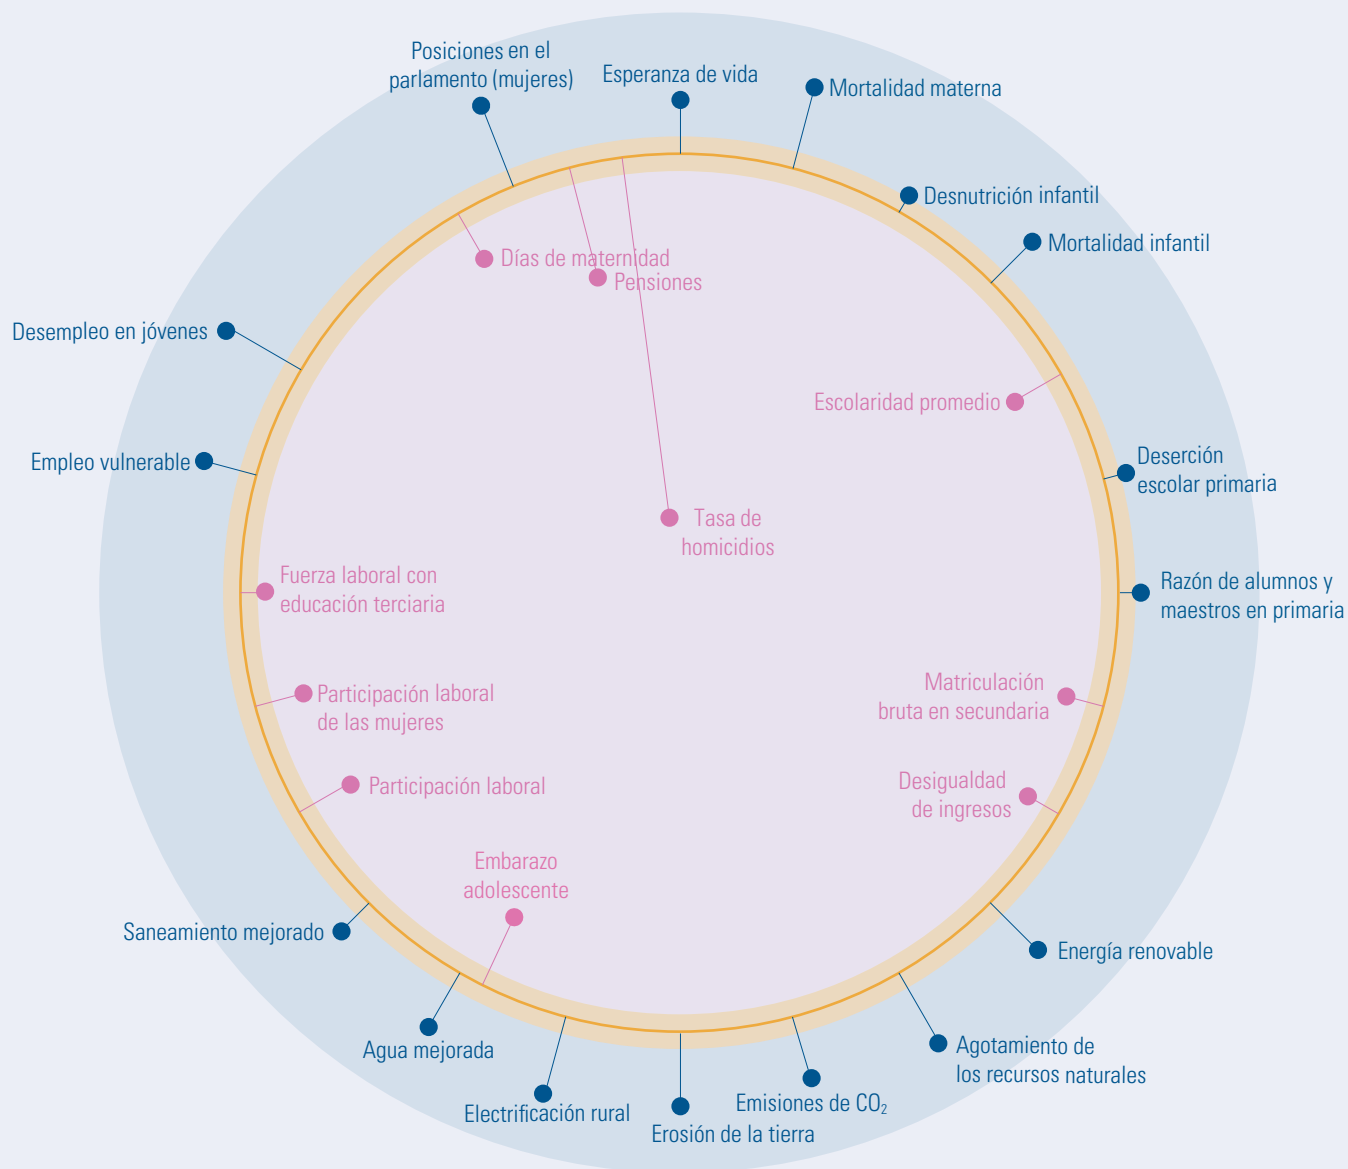 Posiciones en el
parlamento (mujeres)
Esperanza de vida
Mortalidad materna
Desnutrición infantil
Mortalidad infantil
Días de maternidad
Pensiones
Desempleo en jóvenes
Escolaridad promedio
Empleo vulnerable
Deserción
escolar primaria
Tasa de
homicidios
Fuerza laboral con
educación terciaria
Razón de alumnos y
maestros en primaria
Participación laboral
de las mujeres
Matriculación
bruta en secundaria
Participación laboral
Desigualdad
de ingresos
Embarazo
adolescente
Saneamiento mejorado
Energía renovable
Agua mejorada
Agotamiento de
los recursos naturales
Electrificación rural
Emisiones de CO₂
Erosión de la tierra